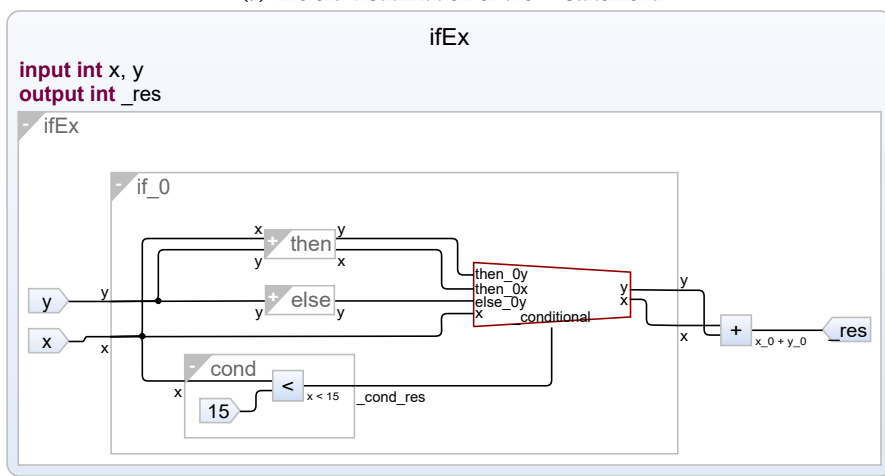 ifEx
input int x, y
output int _res
- ifEx
- if_0
x + then y
y x
y y
+ else
y y
x x
then_0y
then_0x
else_0y
x
_conditional
y
x
y
x
+
x_0 + y_0
_res
- cond
x
<
x < 15
_cond_res
15